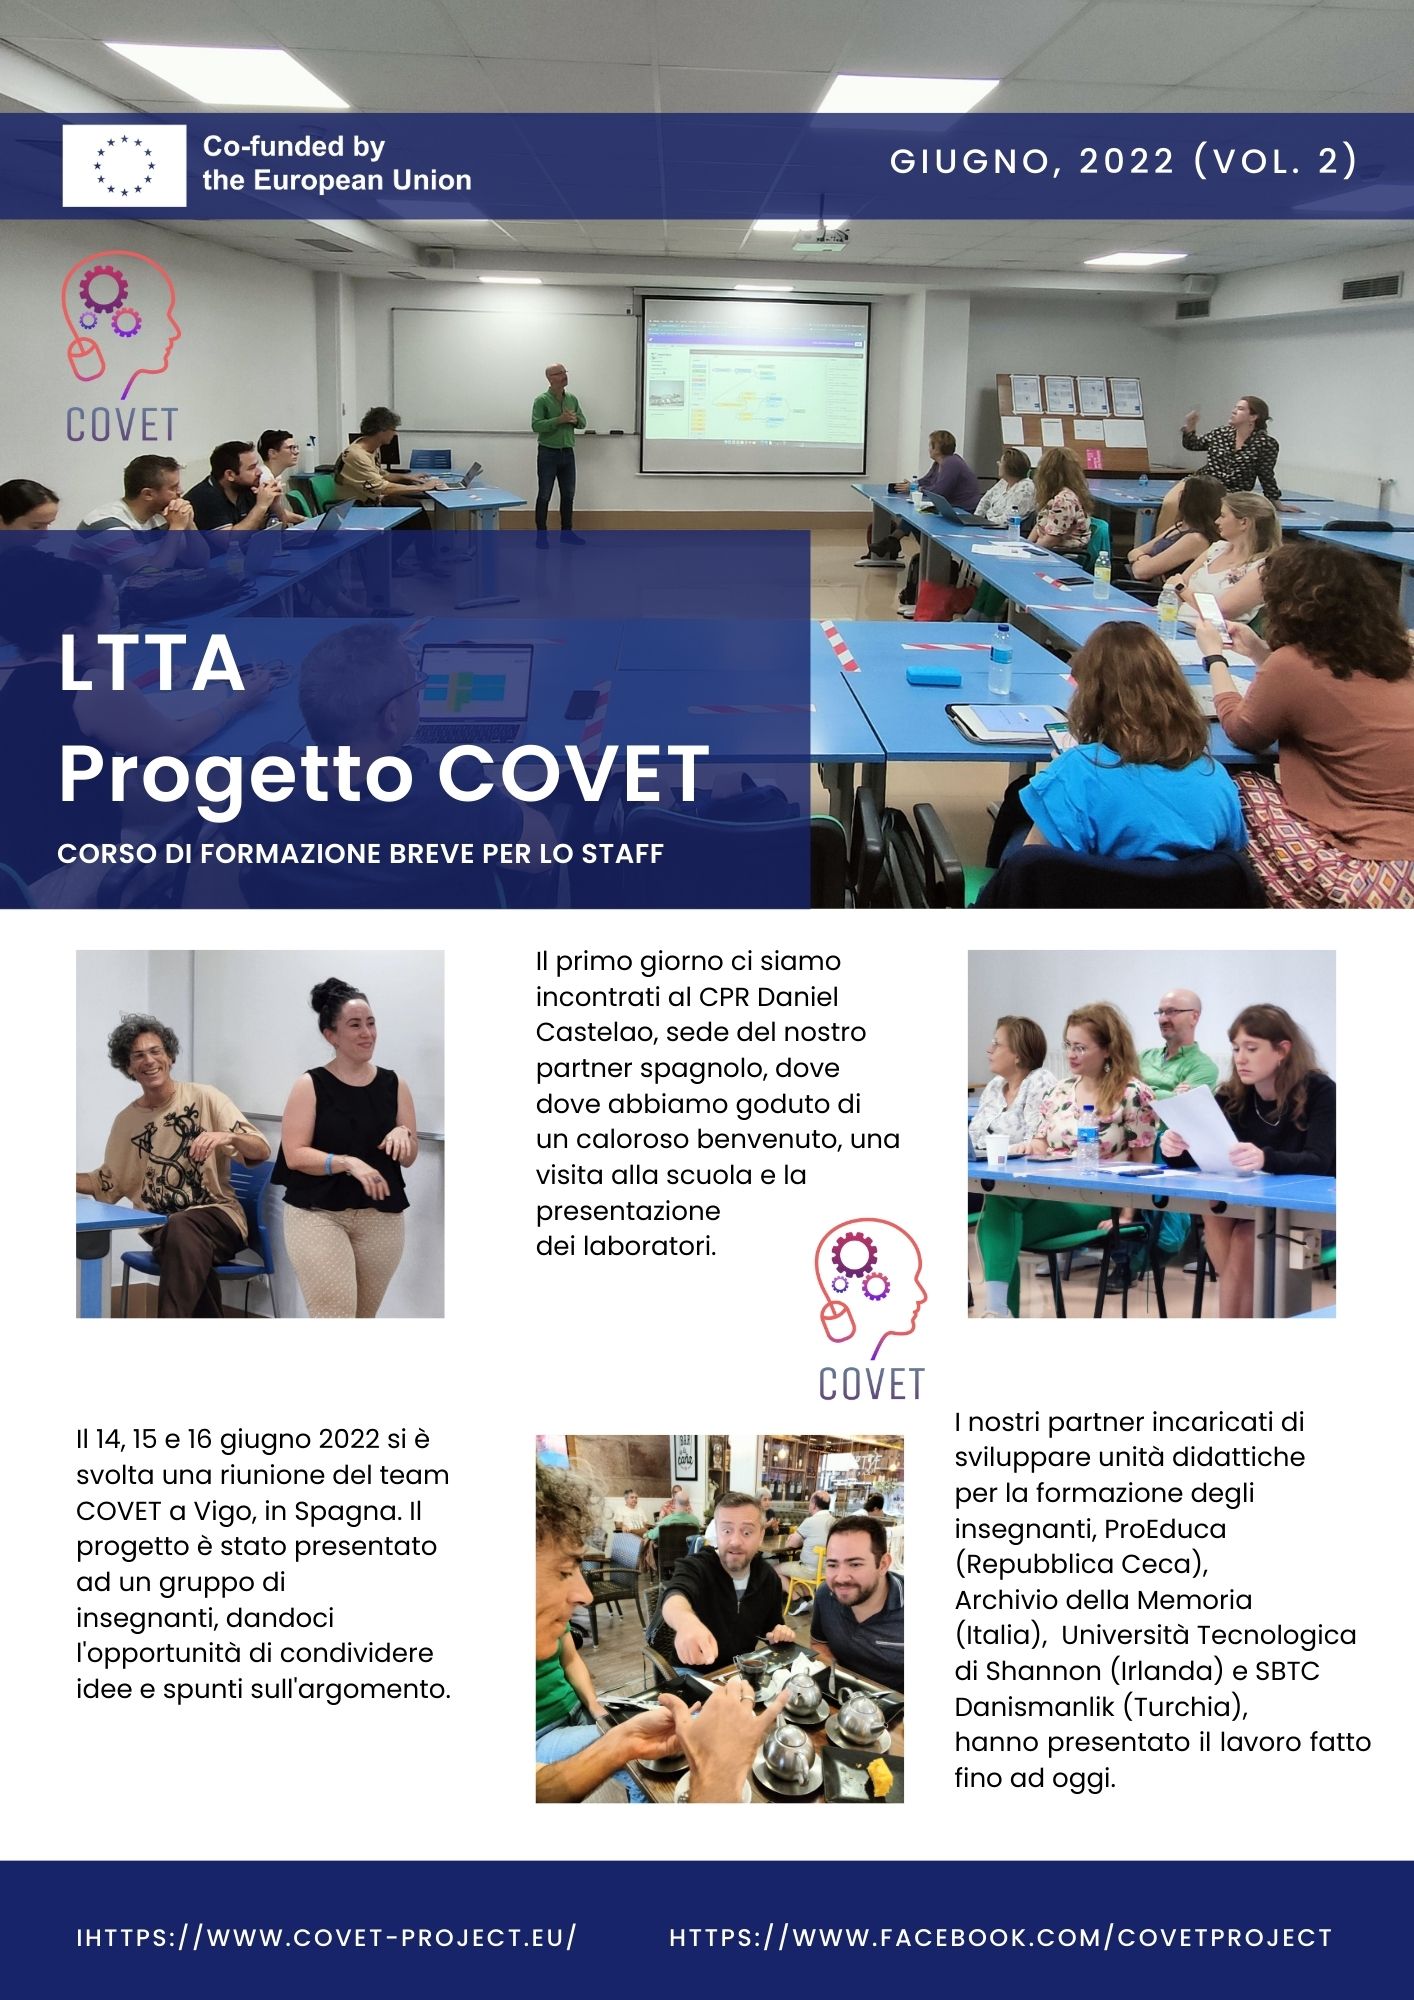 Co-funded by
the European Union
GIUGNO, 2022 (VOL. 2)
COVET
LTTA
Progetto COVET
CORSO DI FORMAZIONE BREVE PER LO STAFF
Il primo giorno ci siamo
incontrati al CPR Daniel
Castelao, sede del nostro
partner spagnolo, dove
dove abbiamo goduto di
un caloroso benvenuto, una
visita alla scuola e la
presentazione
dei laboratori.
COVET
Il 14, 15 e 16 giugno 2022 si è
svolta una riunione del team
COVET a Vigo, in Spagna. Il
progetto è stato presentato
ad un gruppo di
insegnanti, dandoci
l'opportunità di condividere
idee e spunti sull'argomento.
I nostri partner incaricati di
sviluppare unità didattiche
per la formazione degli
insegnanti, ProEduca
(Repubblica Ceca),
Archivio della Memoria
(Italia),  Università Tecnologica
di Shannon (Irlanda) e SBTC
Danismanlik (Turchia),
hanno presentato il lavoro fatto
fino ad oggi.
IHTTPS://WWW.COVET-PROJECT.EU/
HTTPS://WWW.FACEBOOK.COM/COVETPROJECT